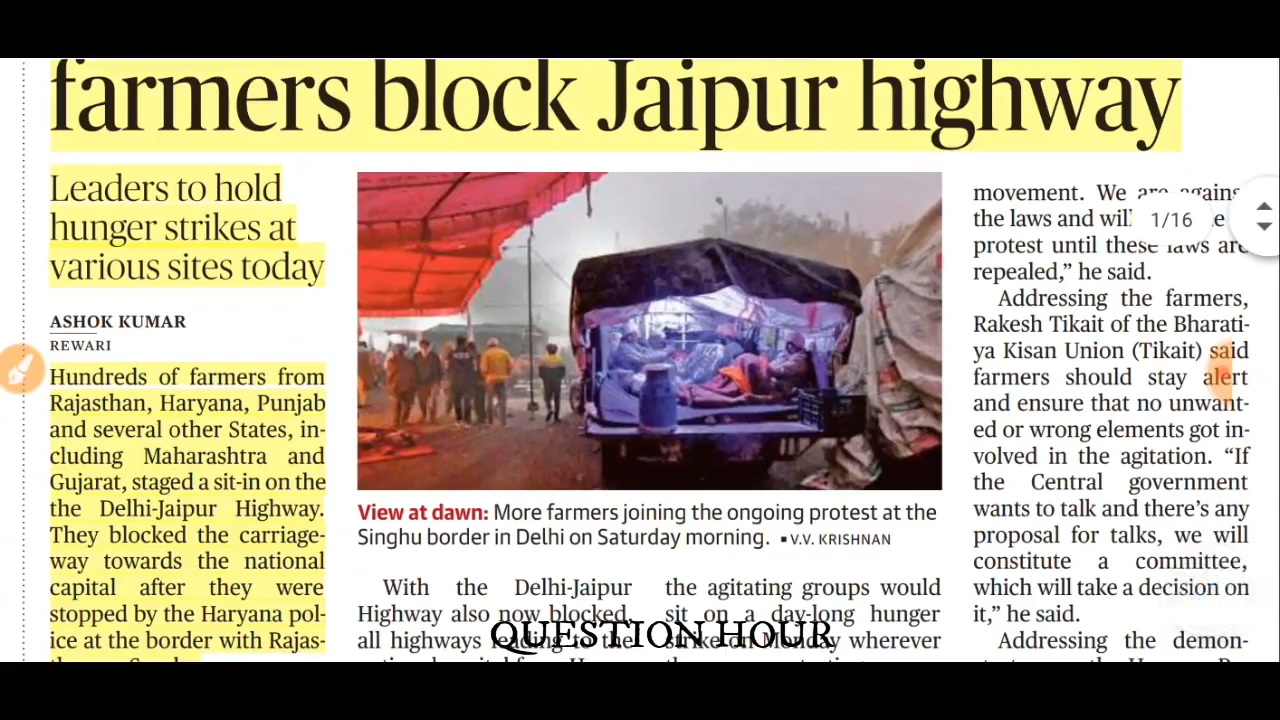 farmers block Jaipur highway
Leaders to hold
hunger strikes at
various sites today
ASHOK KUMAR
REWARI
Hundreds of farmers from
Rajasthan, Haryana, Punjab
and several other States, in-
cluding Maharashtra and
Gujarat, staged a sit-in on the
the Delhi-Jaipur Highway.
They blocked the carriage-
way towards the national
capital after they were
stopped by the Haryana pol-
ice at the border with Rajas-
View at dawn: More farmers joining the ongoing protest at the
Singhu border in Delhi on Saturday morning. ▪ V.V. KRISHNAN
With the Delhi-Jaipur
Highway also now blocked,
all highways leading to the
the agitating groups would
sit on a day-long hunger
strike on Monday wherever
movement. We are against
the laws and will
protest until these laws are
repealed,” he said.
Addressing the farmers,
Rakesh Tikait of the Bharati-
ya Kisan Union (Tikait) said
farmers should stay alert
and ensure that no unwant-
ed or wrong elements got in-
volved in the agitation. “If
the Central government
wants to talk and there’s any
proposal for talks, we will
constitute a committee,
which will take a decision on
it,” he said.
Addressing the demon-
1/16
QUESTION HOUR